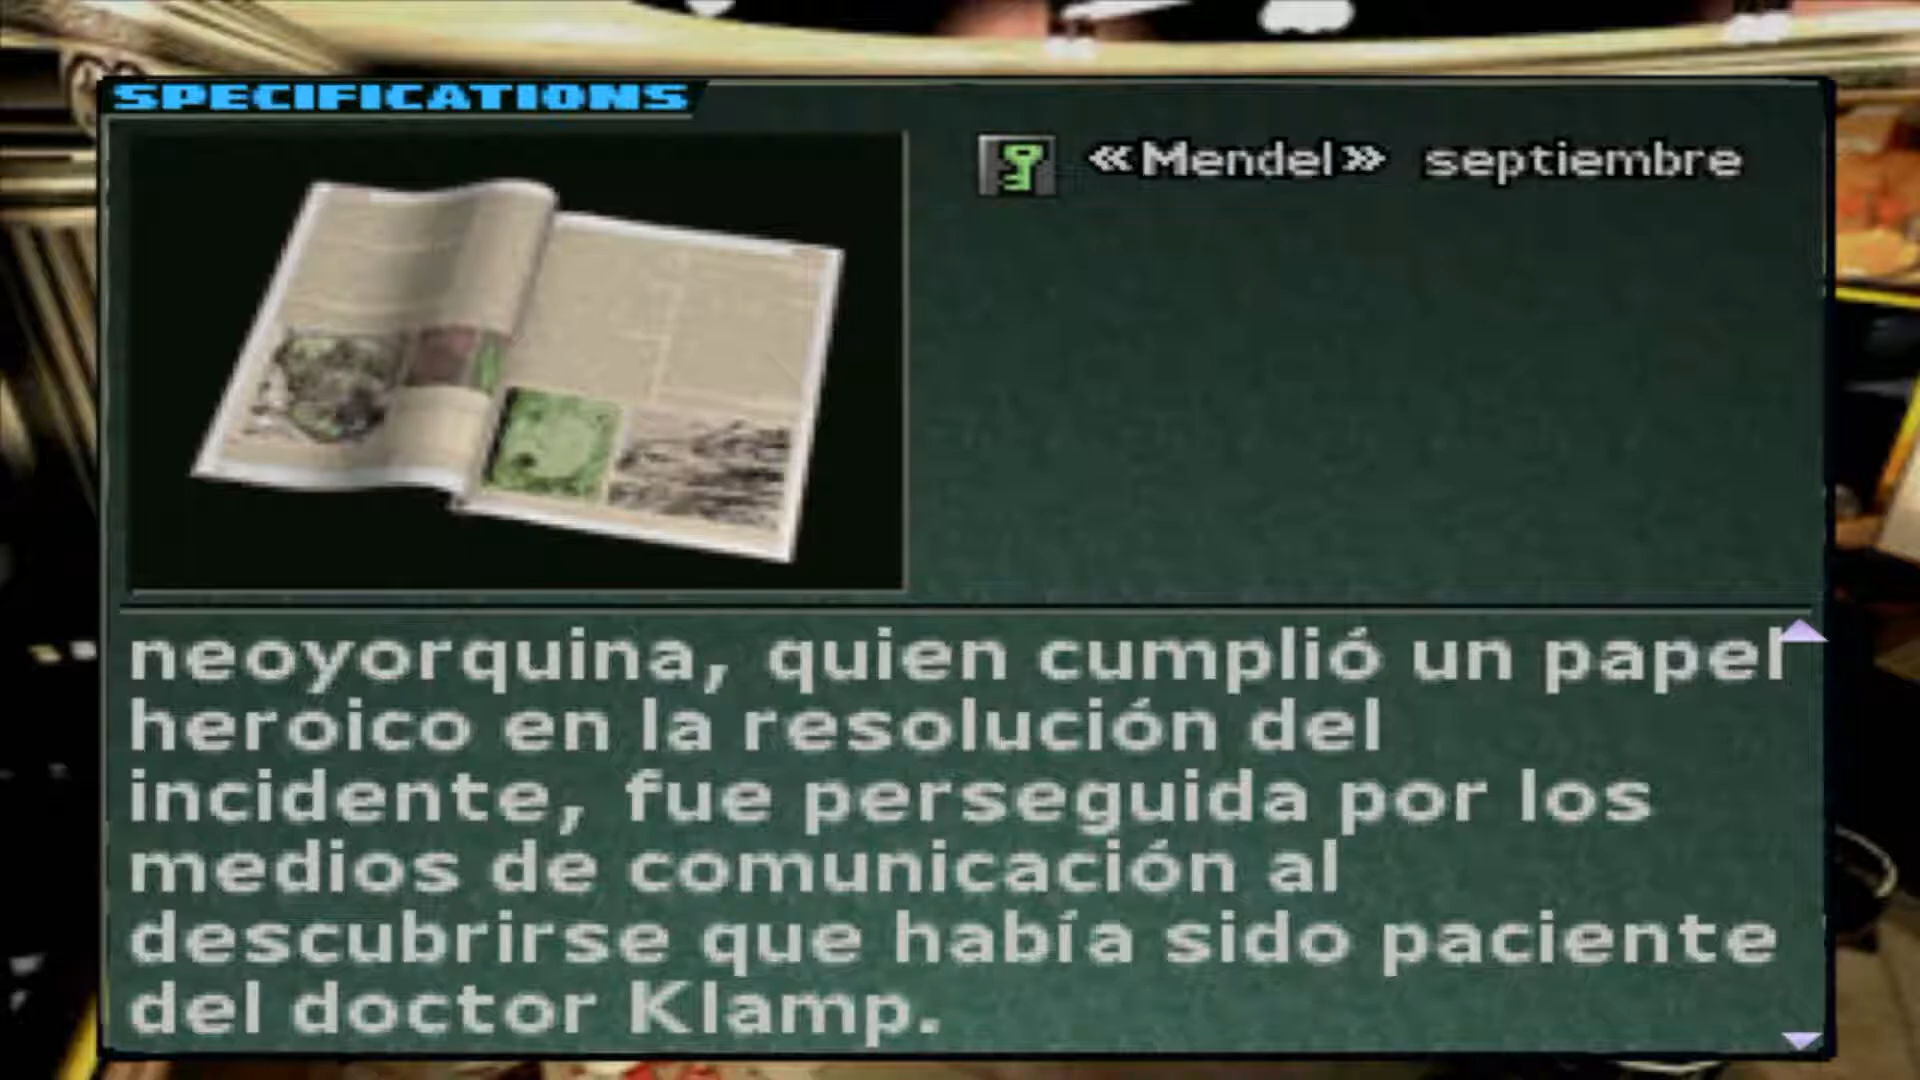 SPECIFICATIONS
«Mendel» septiembre
neoyorquina, quien cumplió un papel
heroico en la resolución del
incidente, fue perseguida por los
medios de comunicación al
descubrirse que había sido paciente
del doctor Klamp.